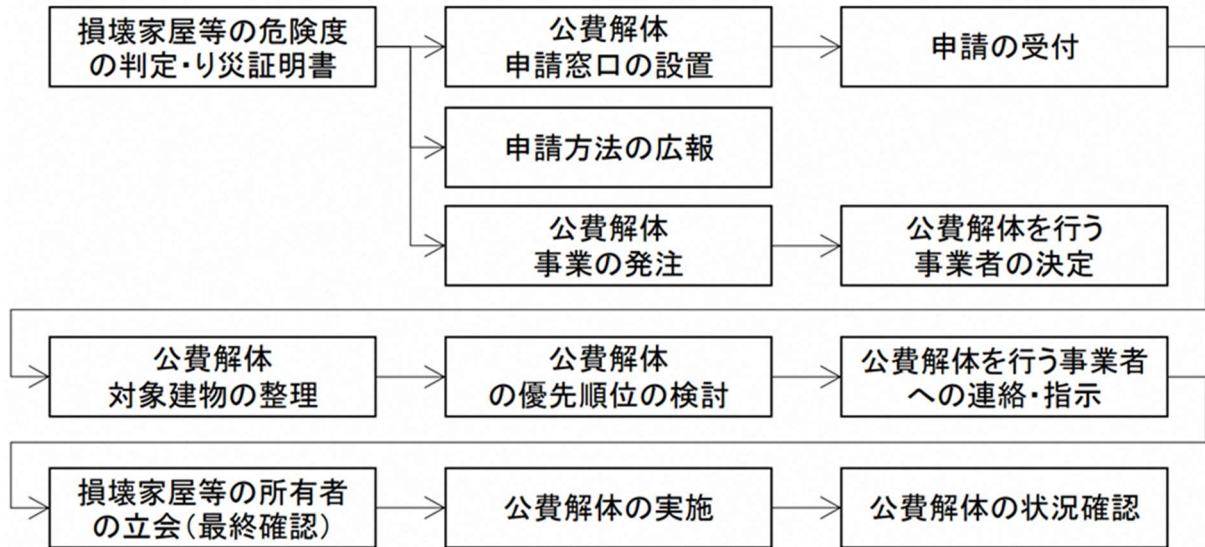 損壊家屋等の危険度
の判定・り災証明書
公費解体
申請窓口の設置
申請の受付
申請方法の広報
公費解体
事業の発注
公費解体を行う
事業者の決定
公費解体
対象建物の整理
公費解体
の優先順位の検討
公費解体を行う事業者
への連絡・指示
損壊家屋等の所有者
の立会(最終確認)
公費解体の実施
公費解体の状況確認